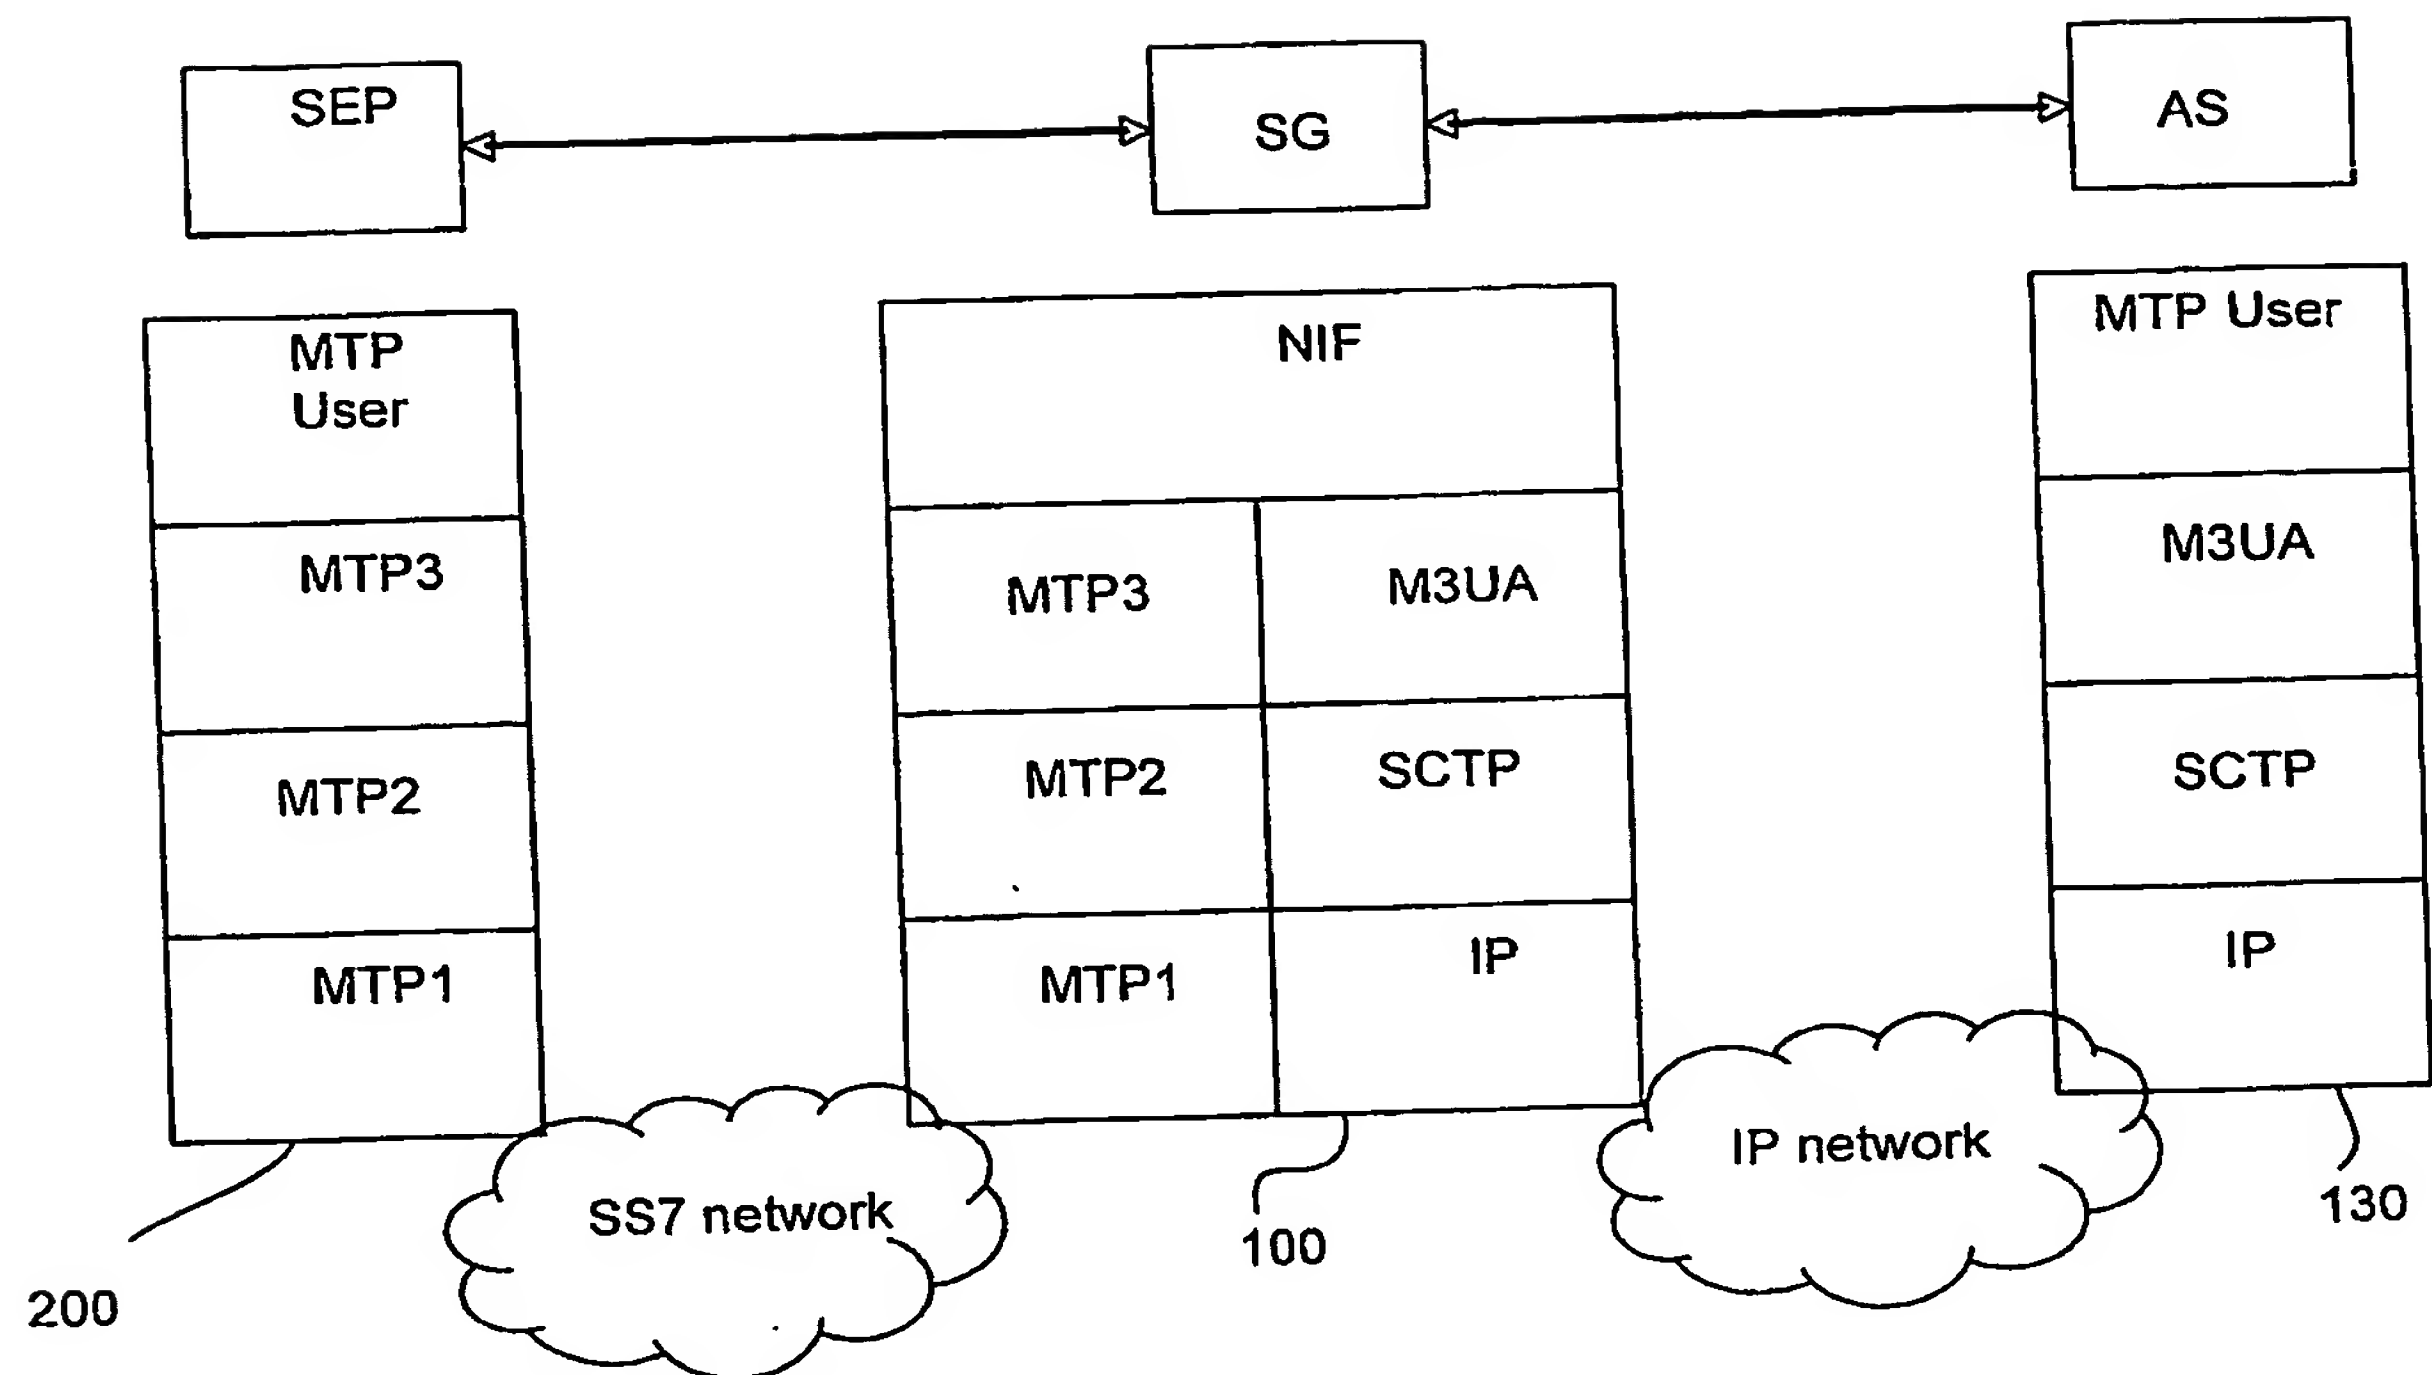 SEP
SG
AS
MTP
User
MTP3
MTP2
MTP1
NIF
MTP3
M3UA
MTP2
SCTP
MTP1
IP
MTP User
M3UA
SCTP
IP
SS7 network
IP network
200
100
130